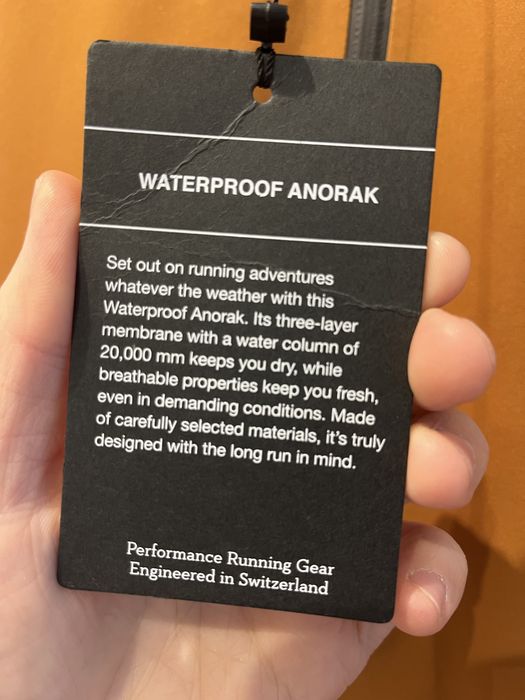 WATERPROOF ANORAK
Set out on running adventures
whatever the weather with this
Waterproof Anorak. Its three-layer
membrane with a water column of
20,000 mm keeps you dry, while
breathable properties keep you fresh,
even in demanding conditions. Made
of carefully selected materials, it’s truly
designed with the long run in mind.
Performance Running Gear
Engineered in Switzerland